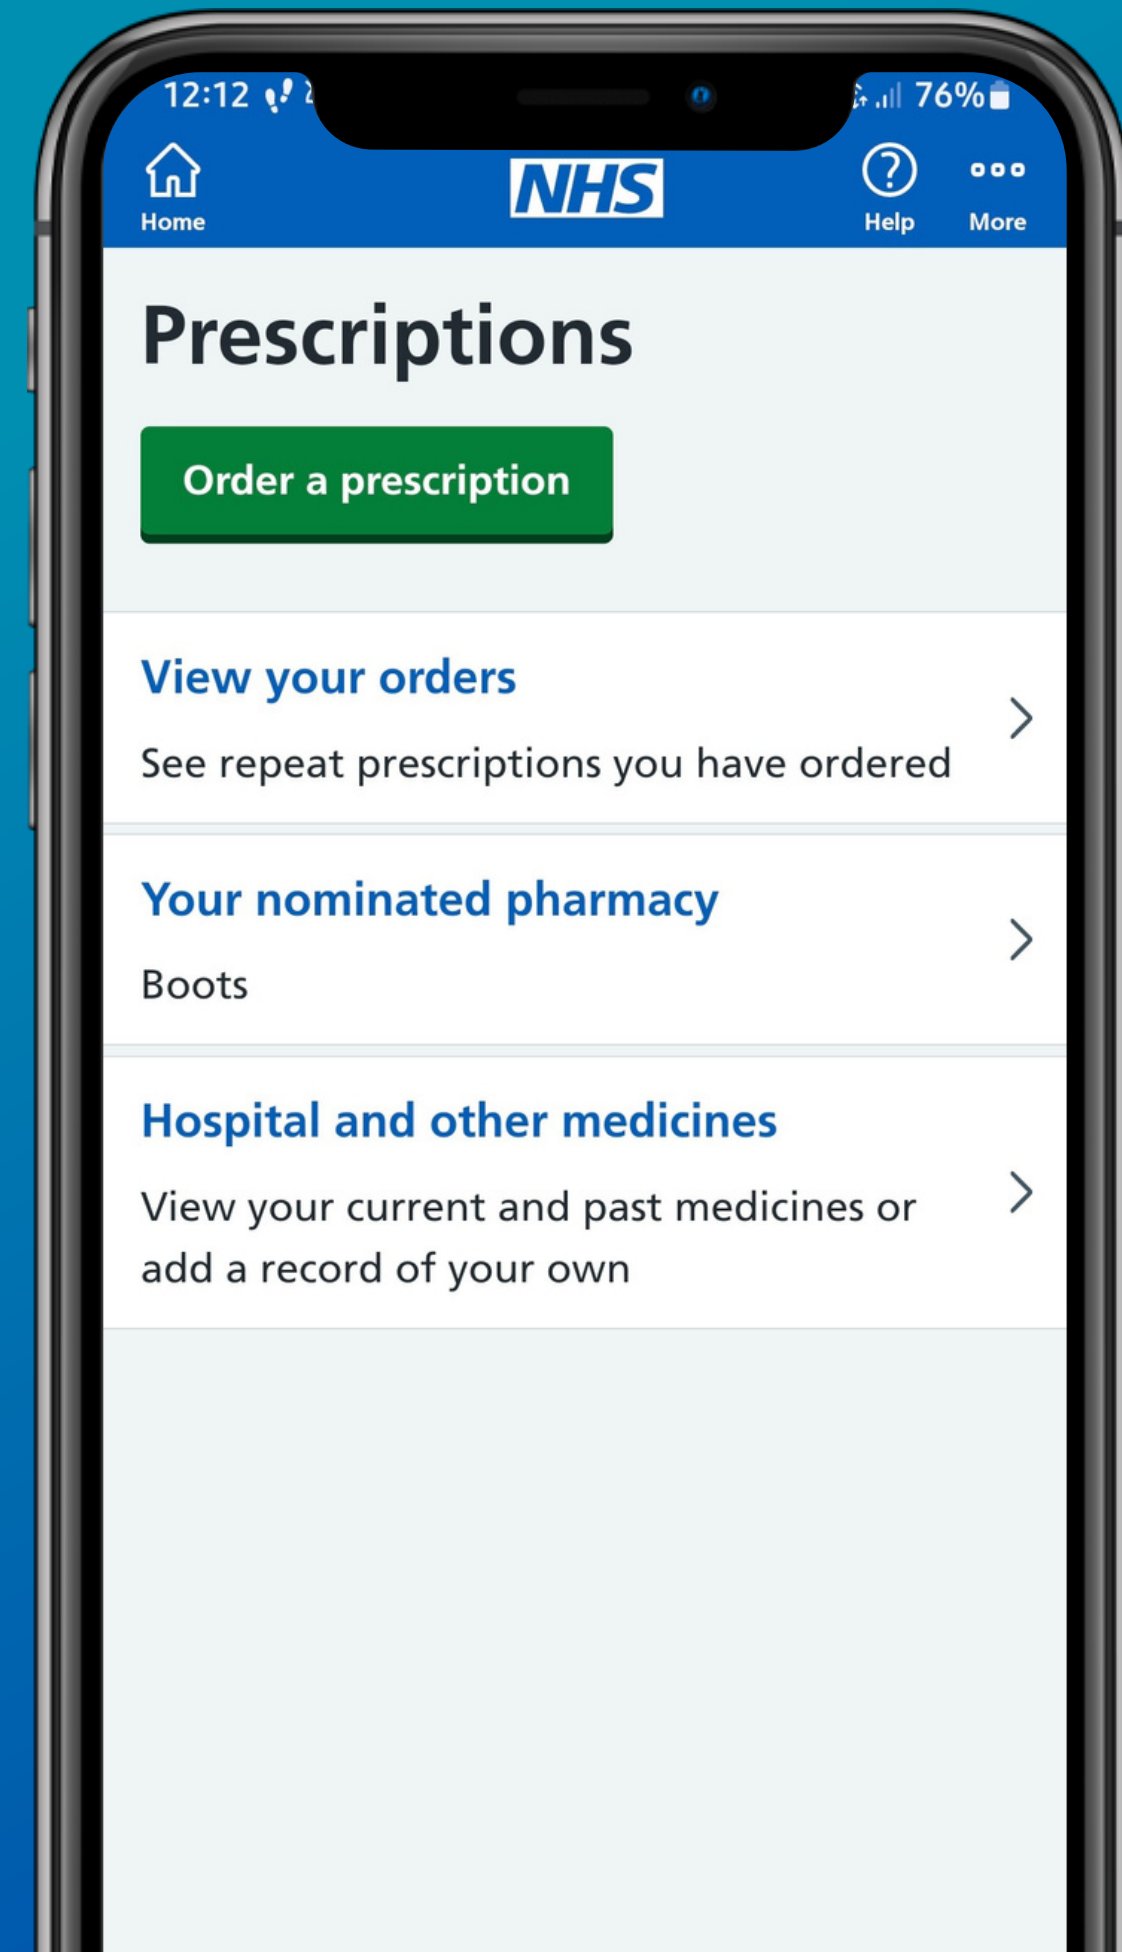 12:12
76%
NHS
Home
Help
More
Prescriptions
Order a prescription
View your orders
See repeat prescriptions you have ordered
Your nominated pharmacy
Boots
Hospital and other medicines
View your current and past medicines or
add a record of your own